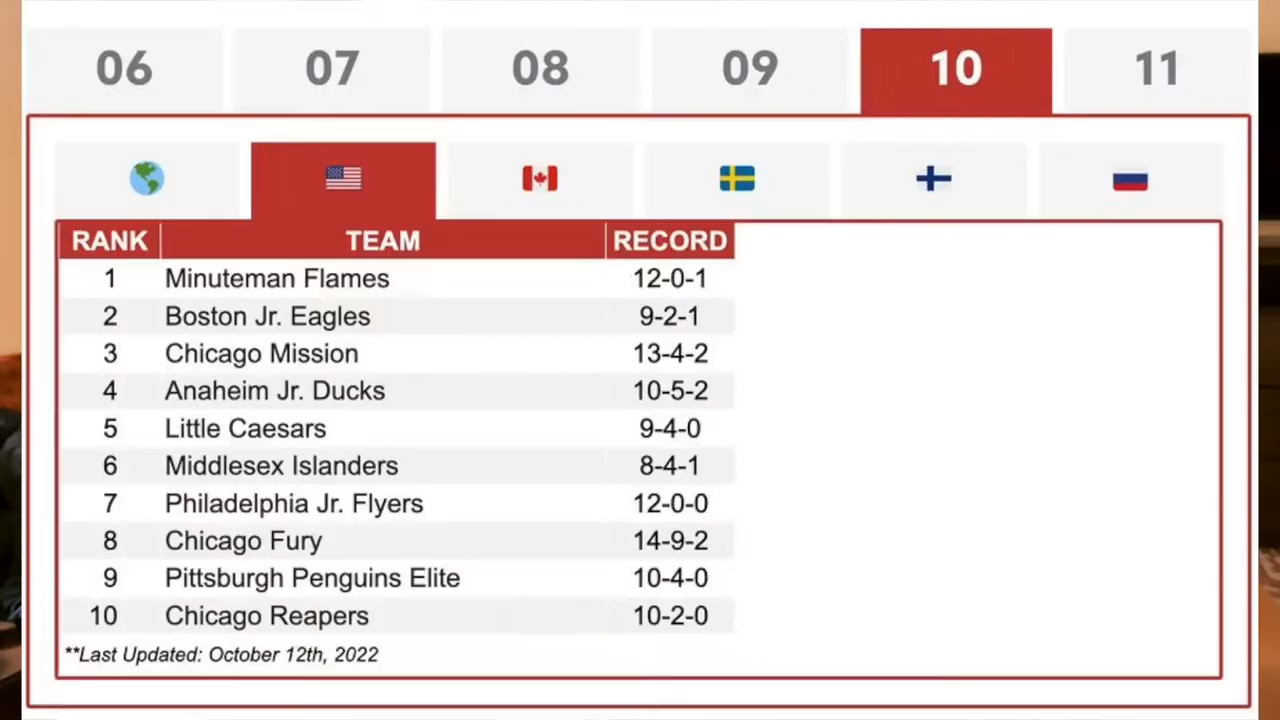 06 07 08 09 10 11
RANK TEAM RECORD
1 Minuteman Flames 12-0-1
2 Boston Jr. Eagles 9-2-1
3 Chicago Mission 13-4-2
4 Anaheim Jr. Ducks 10-5-2
5 Little Caesars 9-4-0
6 Middlesex Islanders 8-4-1
7 Philadelphia Jr. Flyers 12-0-0
8 Chicago Fury 14-9-2
9 Pittsburgh Penguins Elite 10-4-0
10 Chicago Reapers 10-2-0
**Last Updated: October 12th, 2022